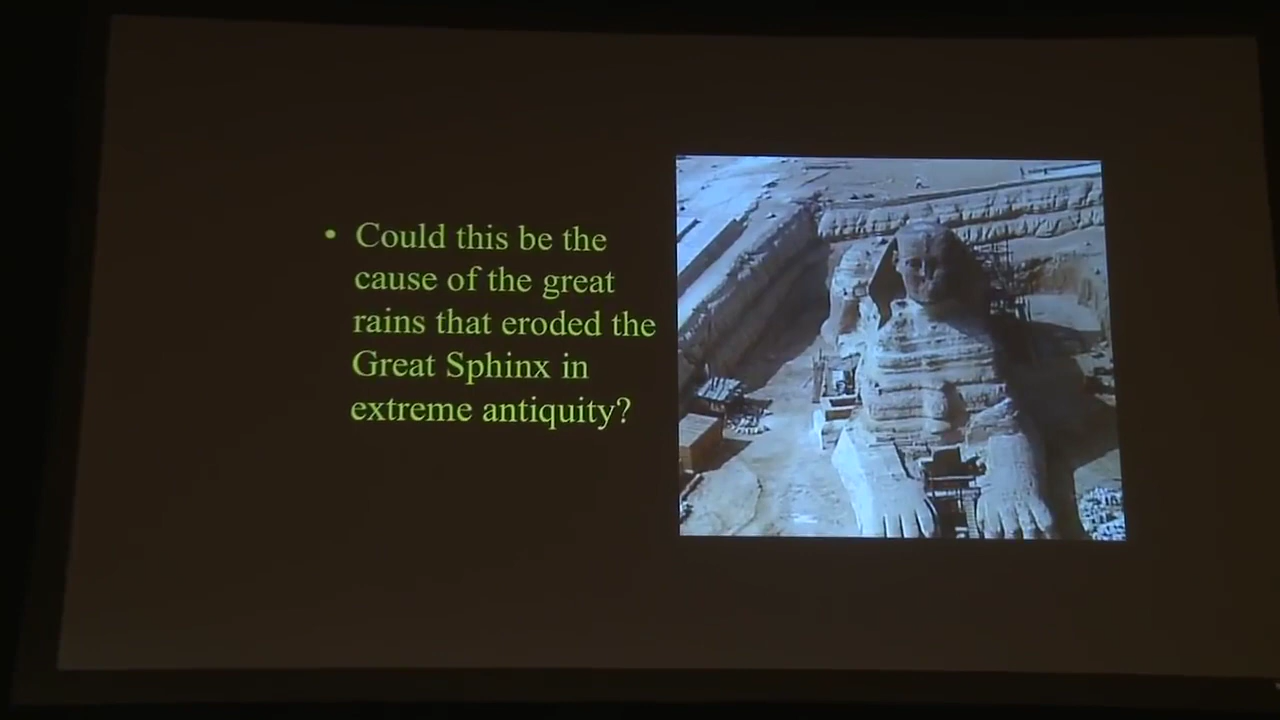 • Could this be the
cause of the great
rains that eroded the
Great Sphinx in
extreme antiquity?